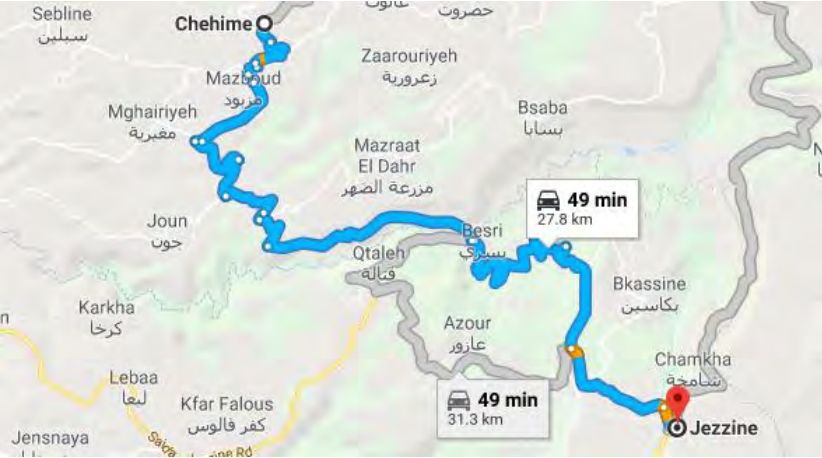 حصروت
Sebline
سبلين
Chehime
Zaarouriyeh
زعرورية
Mazboud
مزبود
Mghairiyeh
مغيرية
Bsaba
بسابا
Mazraat
El Dahr
مزرعة الضهر
49 min
27.8 km
Joun
جون
Besri
بسري
Qtaleh
قتالة
Bkassine
بكاسين
Karkha
كرخا
Azour
عازور
Chamkha
شامخة
Lebaa
لبعا
49 min
31.3 km
Kfar Falous
كفر فالوس
Jezzine
Jensnaya
Rd